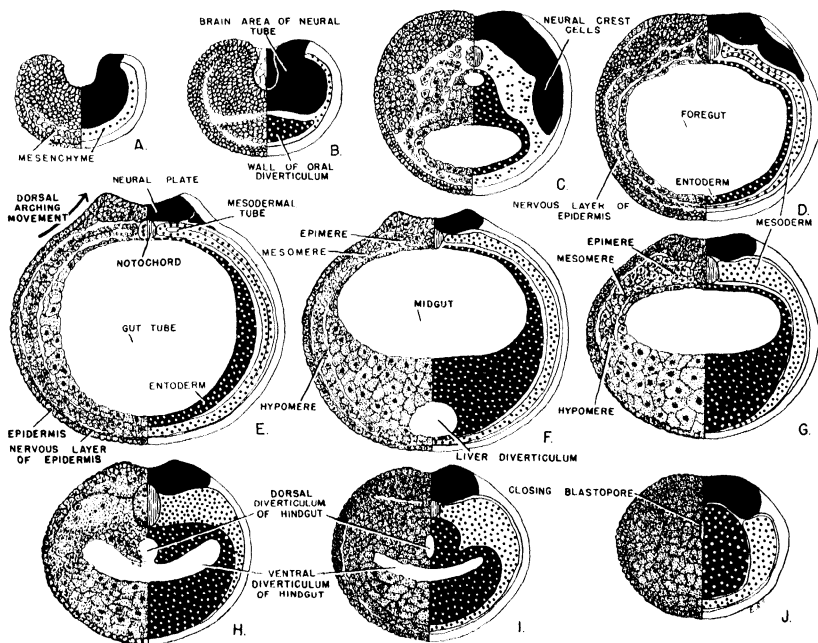 BRAIN AREA OF NEURAL
TUBE
NEURAL CREST
CELLS
A.
MESENCHYME
B.
WALL OF ORAL
DIVERTICULUM
C.
FOREGUT
ENTODERM
NERVOUS LAYER OF
EPIDERMIS
D.
MESODERM
DORSAL
ARCHING
MOVEMENT
NEURAL PLATE
MESODERMAL
TUBE
NOTOCHORD
GUT TUBE
ENTODERM
EPIDERMIS
NERVOUS LAYER
OF EPIDERMIS
E.
EPIMERE
MESOMERE
MIDGUT
HYPOMERE
F.
LIVER DIVERTICULUM
EPIMERE
MESOMERE
HYPOMERE
G.
DORSAL
DIVERTICULUM
OF HINDGUT
VENTRAL
DIVERTICULUM
OF HINDGUT
H.
I.
CLOSING BLASTOPORE
J.